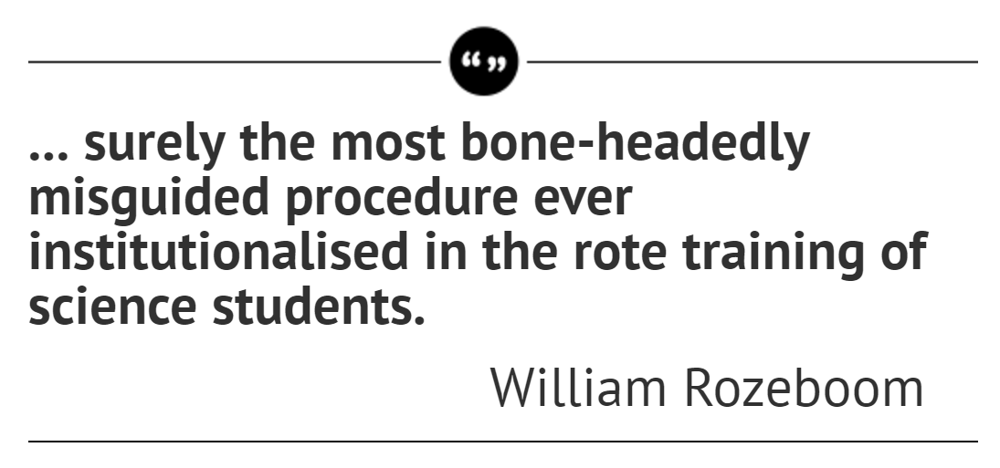 “ ”
... surely the most bone-headedly
misguided procedure ever
institutionalised in the rote training of
science students.
William Rozeboom